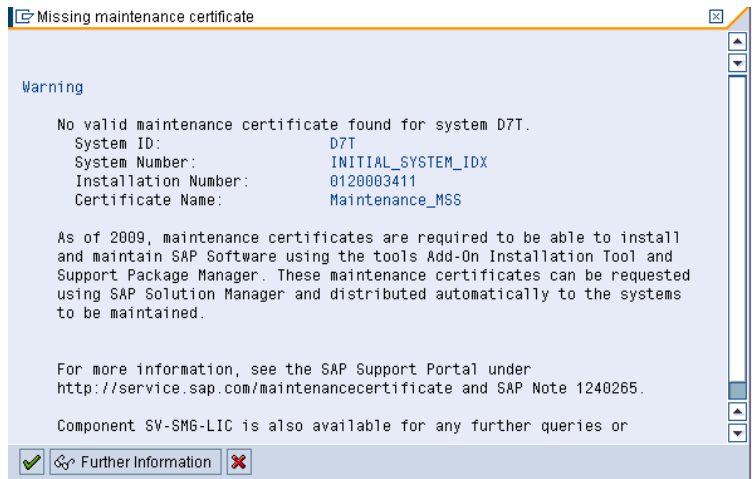 Missing maintenance certificate
Warning
No valid maintenance certificate found for system D7T.
System ID: D7T
System Number: INITIAL_SYSTEM_IDX
Installation Number: 0120003411
Certificate Name: Maintenance_MSS
As of 2009, maintenance certificates are required to be able to install
and maintain SAP Software using the tools Add-On Installation Tool and
Support Package Manager. These maintenance certificates can be requested
using SAP Solution Manager and distributed automatically to the systems
to be maintained.
For more information, see the SAP Support Portal under
http://service.sap.com/maintenancecertificate and SAP Note 1240265.
Component SV-SMG-LIC is also available for any further queries or
Further Information